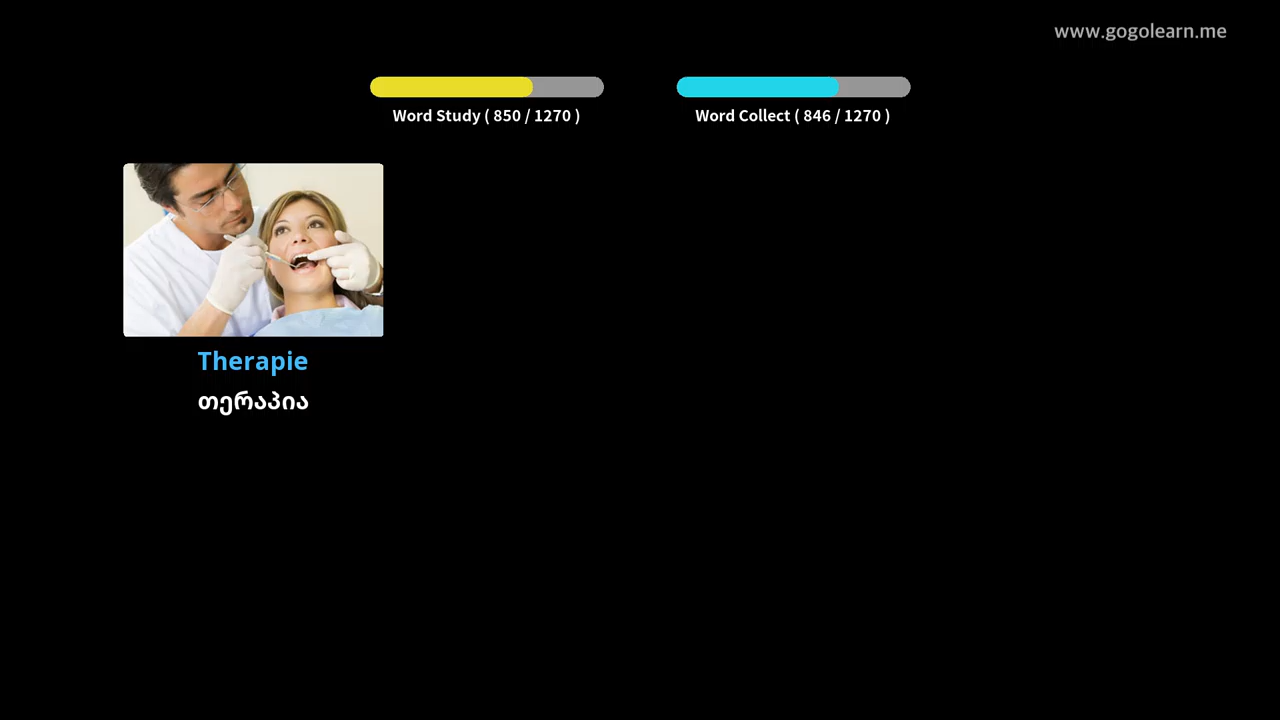 www.gogolearn.me
Word Study ( 850 / 1270 )
Word Collect ( 846 / 1270 )
Therapie
თერაპია